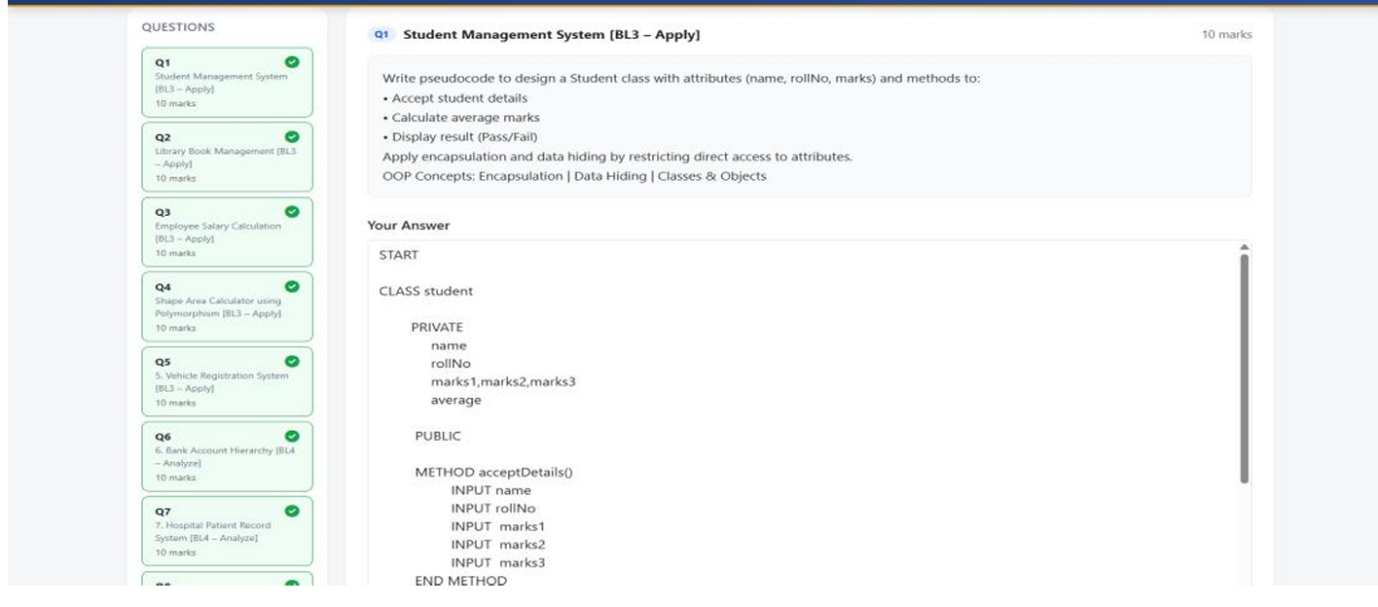 QUESTIONS
Q1
Student Management System
[BL3 – Apply]
10 marks
Q2
Library Book Management [BL3
– Apply]
10 marks
Q3
Employee Salary Calculation
[BL3 – Apply]
10 marks
Q4
Shape Area Calculator using
Polymorphism [BL3 – Apply]
10 marks
Q5
5. Vehicle Registration System
[BL3 – Apply]
10 marks
Q6
6. Bank Account Hierarchy [BL4
– Analyze]
10 marks
Q7
7. Hospital Patient Record
System [BL4 – Analyze]
10 marks
Q1 Student Management System [BL3 – Apply] 10 marks
Write pseudocode to design a Student class with attributes (name, rollNo, marks) and methods to:
• Accept student details
• Calculate average marks
• Display result (Pass/Fail)
Apply encapsulation and data hiding by restricting direct access to attributes.
OOP Concepts: Encapsulation | Data Hiding | Classes & Objects
Your Answer
START
CLASS student
PRIVATE
name
rollNo
marks1,marks2,marks3
average
PUBLIC
METHOD acceptDetails()
INPUT name
INPUT rollNo
INPUT marks1
INPUT marks2
INPUT marks3
END METHOD